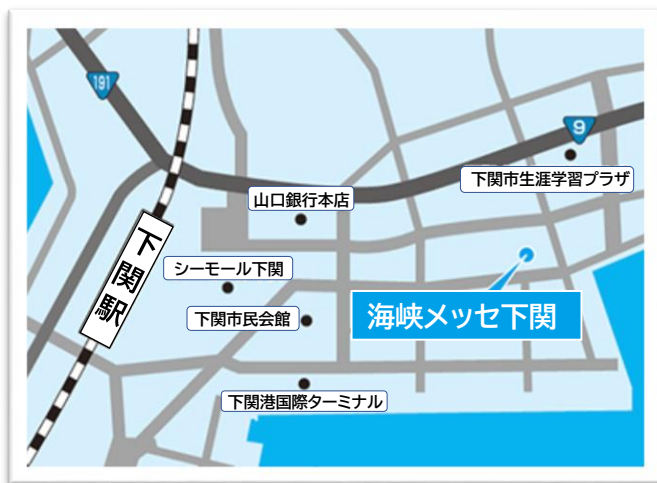 191
9
下関市生涯学習プラザ
山口銀行本店
下関駅
シーモール下関
下関市民会館
海峡メッセ下関
下関港国際ターミナル